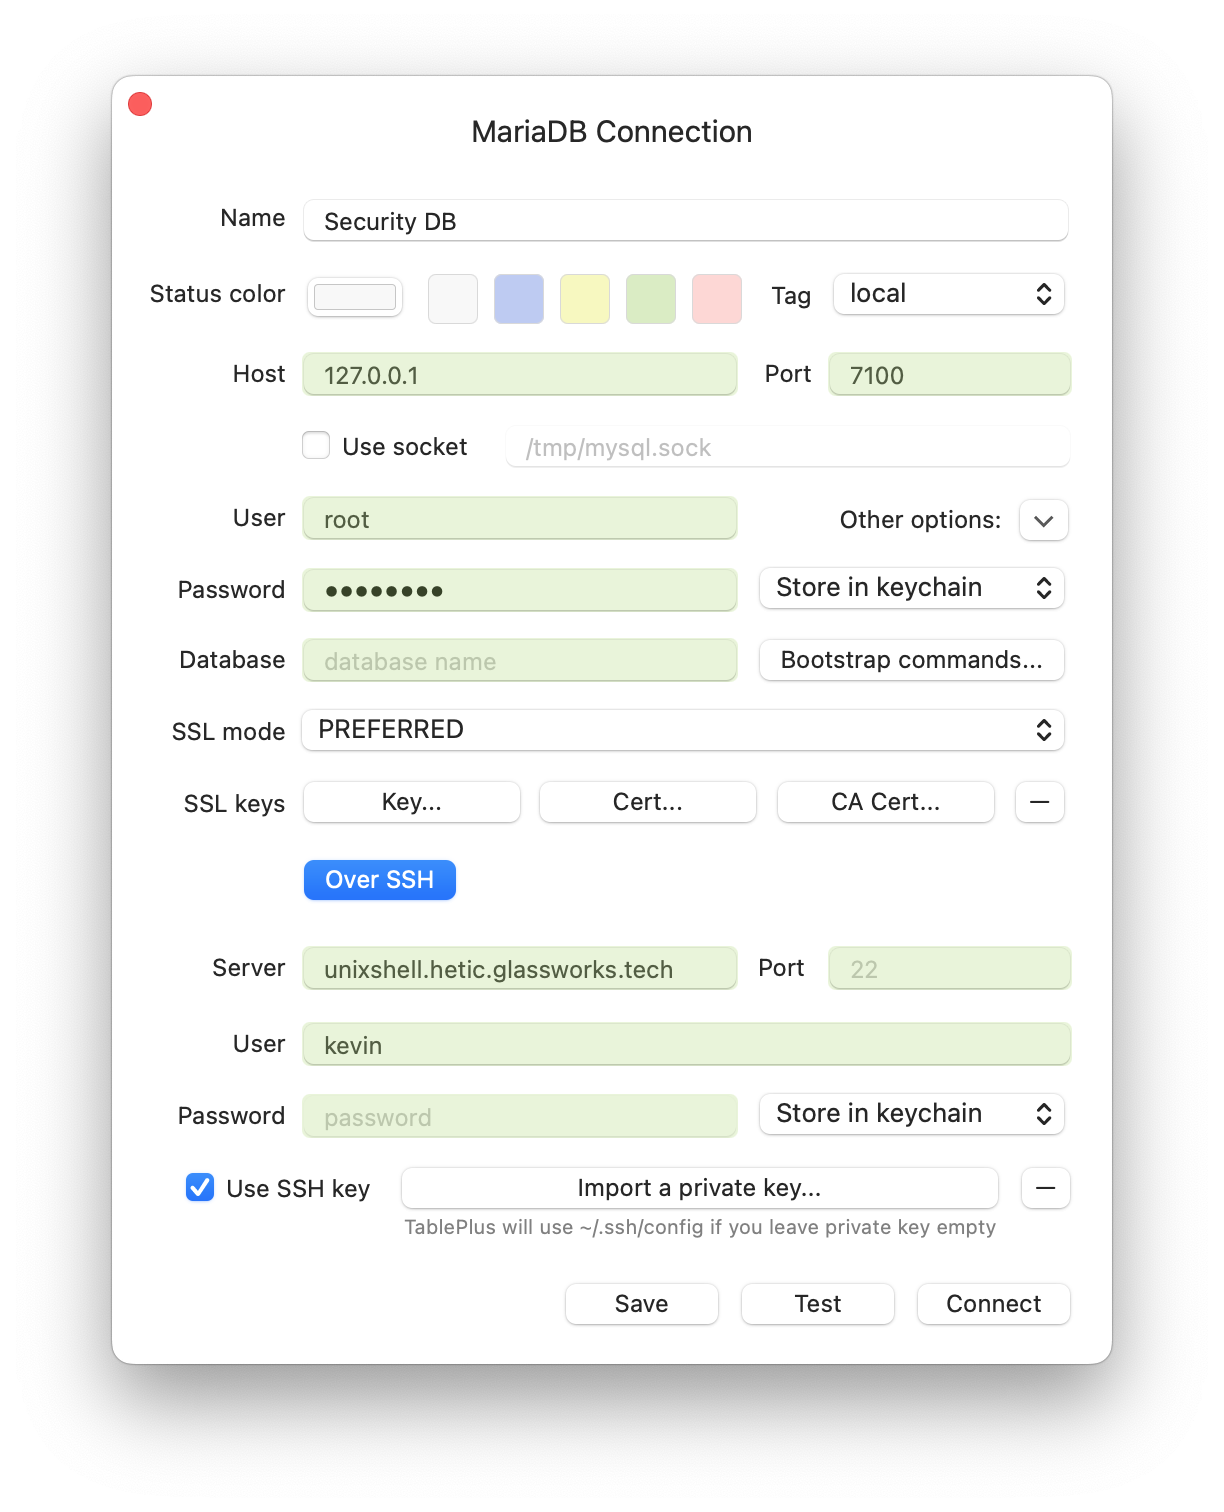 MariaDB Connection
Name Security DB
Status color Tag local
Host 127.0.0.1 Port 7100
Use socket /tmp/mysql.sock
User root Other options:
Password ●●●●●●●● Store in keychain
Database database name Bootstrap commands...
SSL mode PREFERRED
SSL keys Key... Cert... CA Cert...
Over SSH
Server unixshell.hetic.glassworks.tech Port 22
User kevin
Password password Store in keychain
Use SSH key Import a private key...
TablePlus will use ~/.ssh/config if you leave private key empty
Save Test Connect